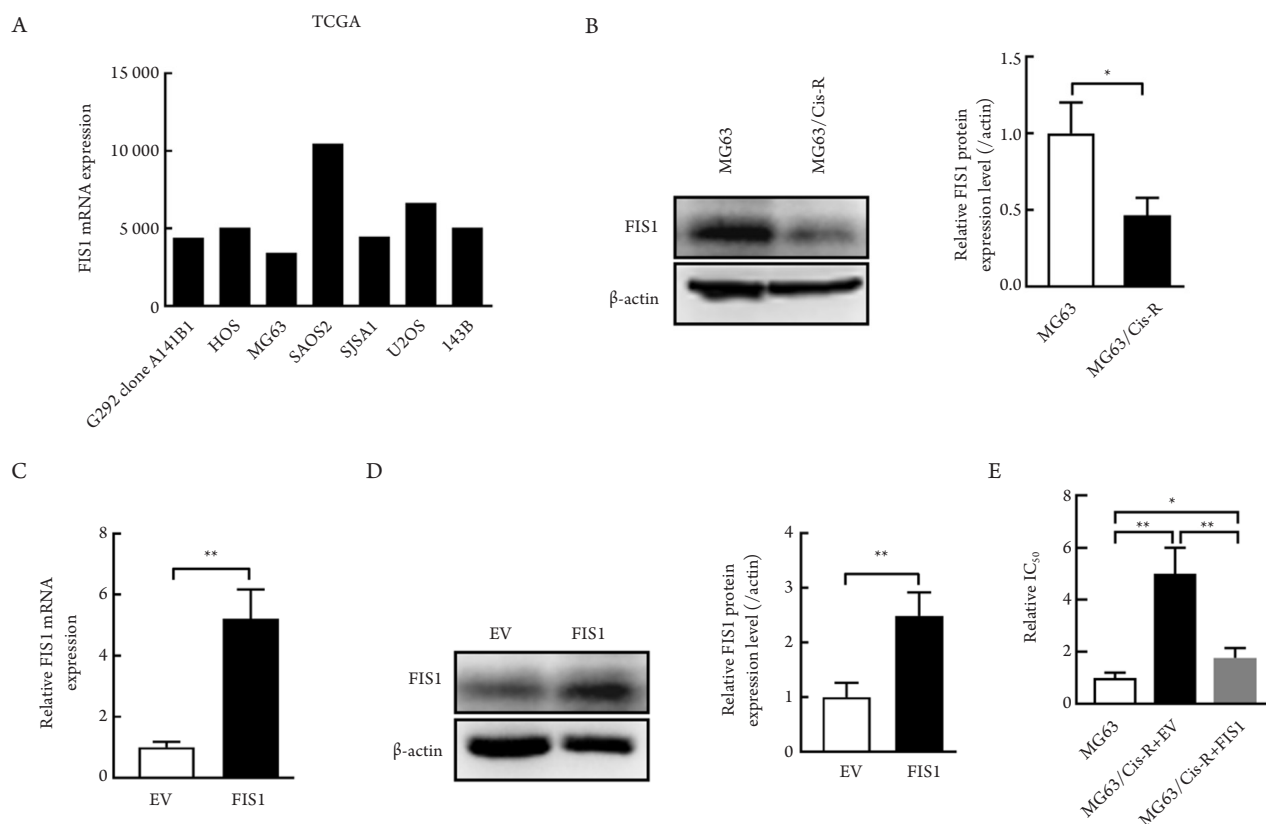 A
TCGA
FIS1 mRNA expression
15 000
10 000
5 000
0
G292 clone A141B1
HOS
MG63
SAOS2
SJSA1
U2OS
143B
B
MG63
MG63/Cis-R
FIS1
β-actin
Relative FIS1 protein
expression level (/actin)
1.5
1.0
0.5
0.0
*
MG63
MG63/Cis-R
C
Relative FIS1 mRNA
expression
8
6
4
2
0
**
EV
FIS1
D
EV
FIS1
FIS1
β-actin
Relative FIS1 protein
expression level (/actin)
4
3
2
1
0
**
EV
FIS1
E
Relative IC₅₀
8
6
4
2
0
*
**
**
MG63
MG63/Cis-R+EV
MG63/Cis-R+FIS1